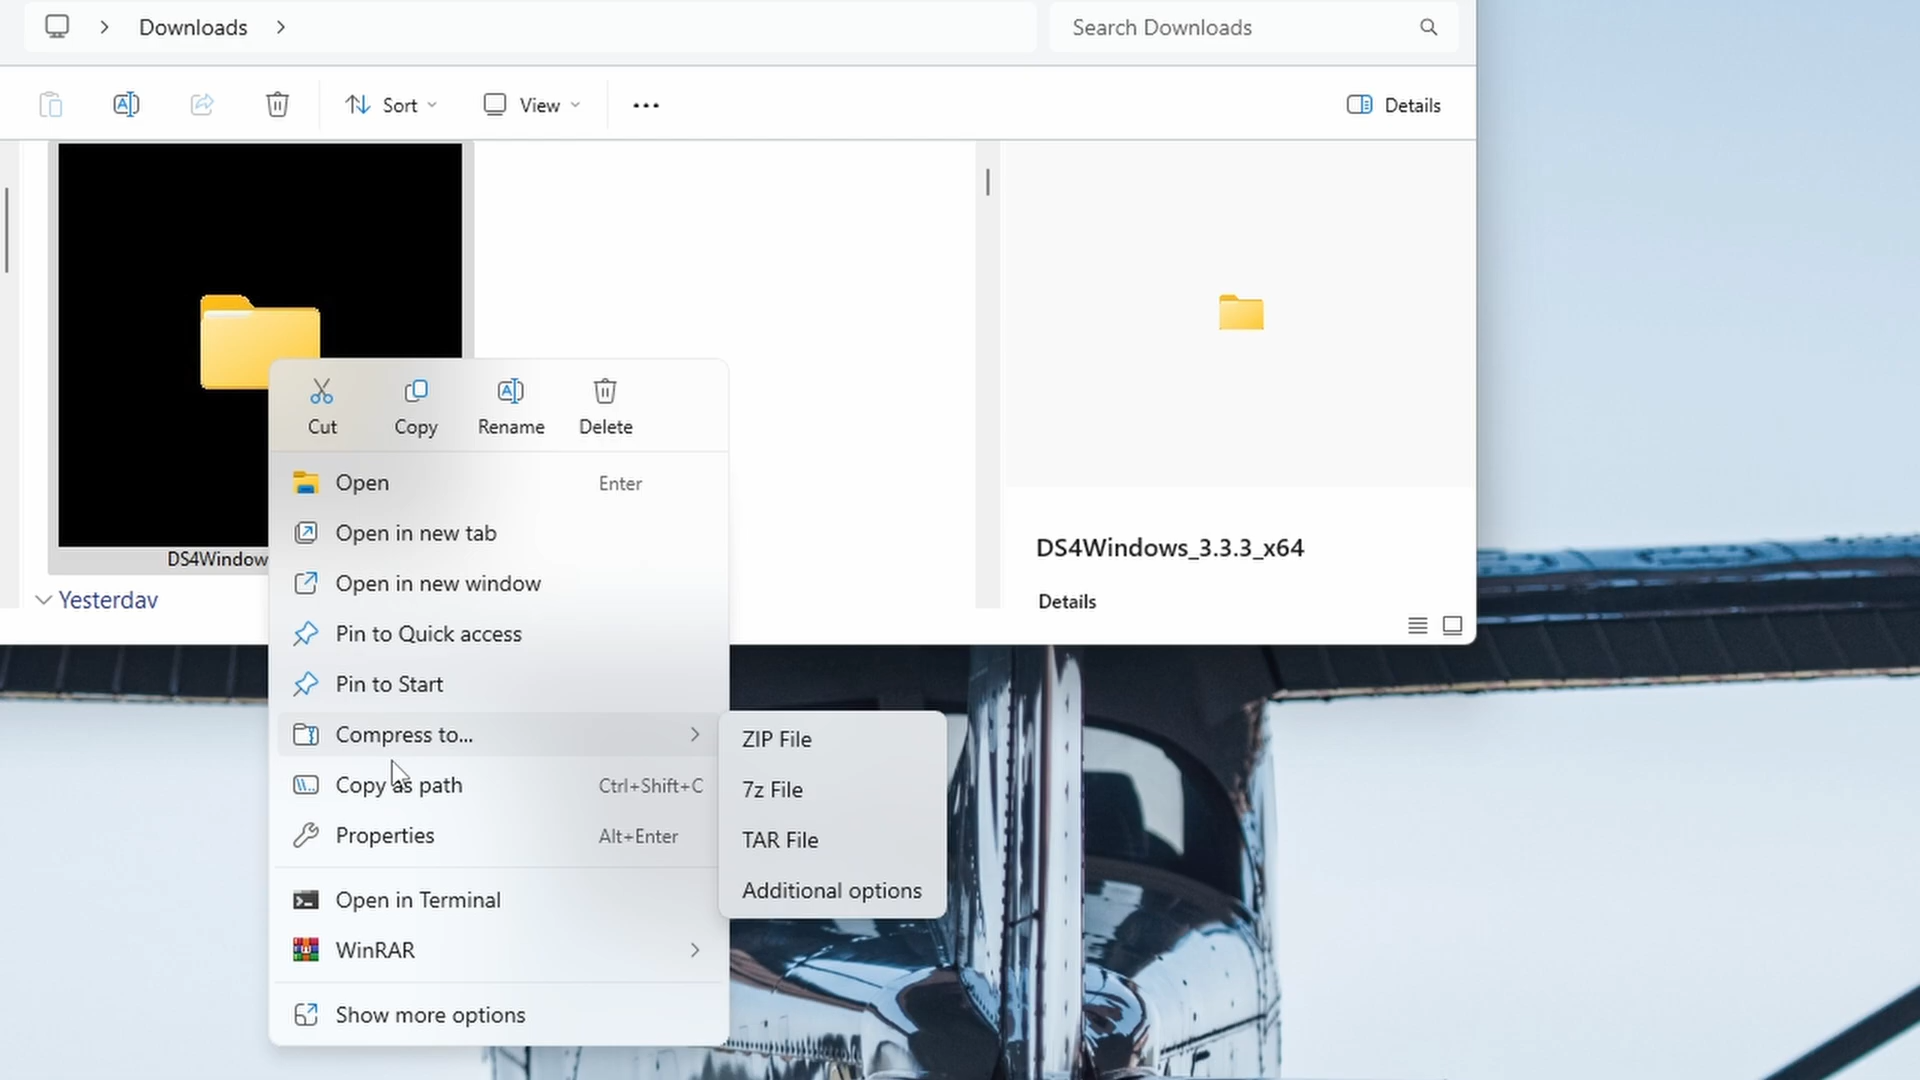 Downloads
Search Downloads
Sort
View
Details
DS4Window
Yesterday
Cut
Copy
Rename
Delete
Open Enter
Open in new tab
Open in new window
Pin to Quick access
Pin to Start
Compress to...
Copy as path Ctrl+Shift+C
Properties Alt+Enter
Open in Terminal
WinRAR
Show more options
ZIP File
7z File
TAR File
Additional options
DS4Windows_3.3.3_x64
Details